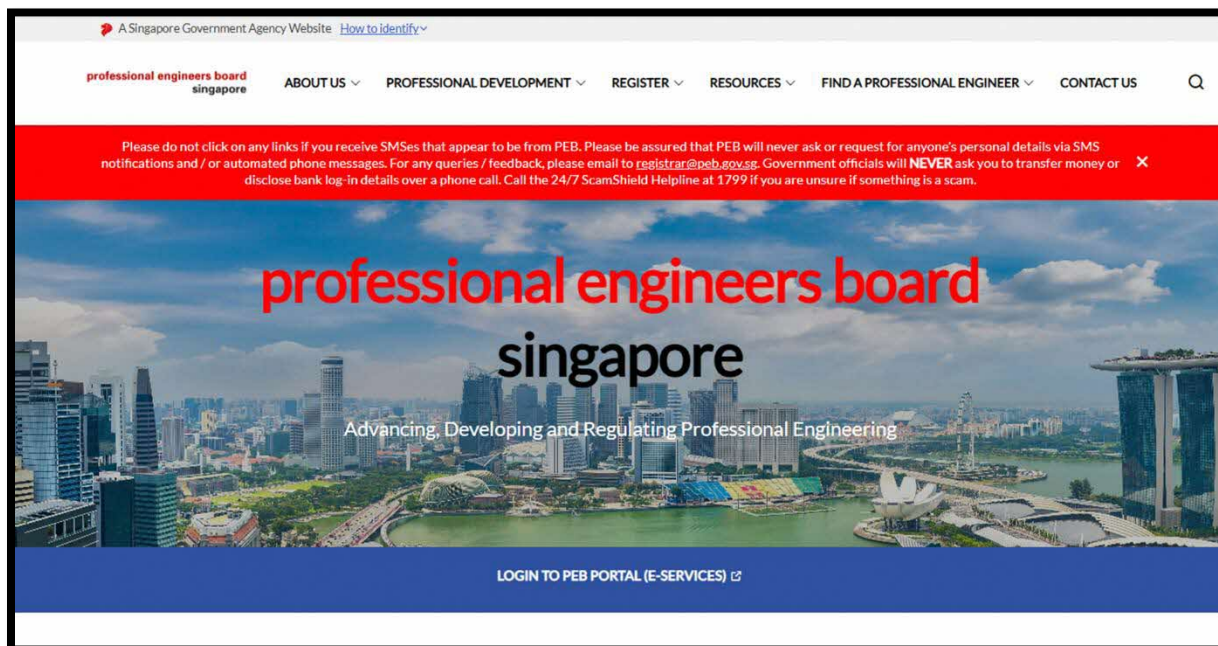 A Singapore Government Agency Website How to identify
professional engineers board
singapore
ABOUT US PROFESSIONAL DEVELOPMENT REGISTER RESOURCES FIND A PROFESSIONAL ENGINEER CONTACT US
Please do not click on any links if you receive SMSes that appear to be from PEB. Please be assured that PEB will never ask or request for anyone's personal details via SMS
notifications and / or automated phone messages. For any queries / feedback, please email to registrar@peb.gov.sg. Government officials will NEVER ask you to transfer money or
disclose bank log-in details over a phone call. Call the 24/7 ScamShield Helpline at 1799 if you are unsure if something is a scam.
professional engineers board
singapore
Advancing, Developing and Regulating Professional Engineering
LOGIN TO PEB PORTAL (E-SERVICES)